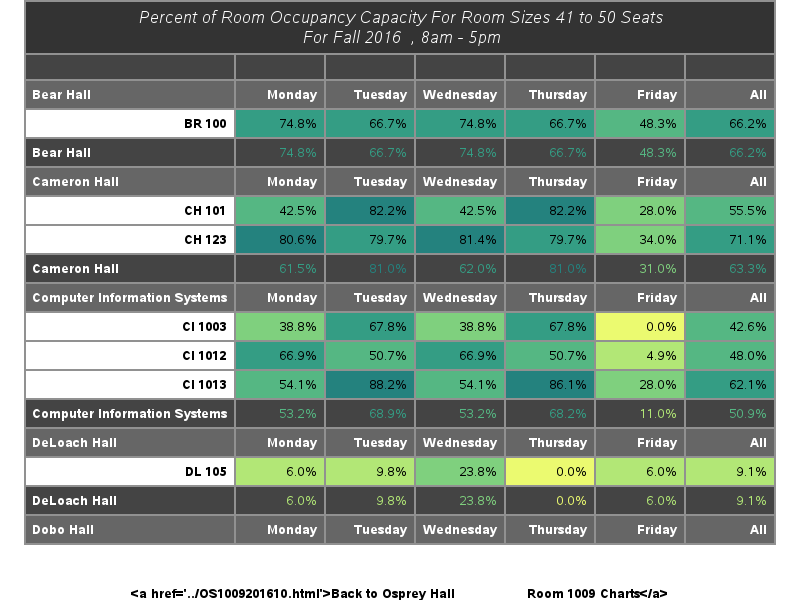 Percent of Room Occupancy Capacity For Room Sizes 41 to 50 Seats
For Fall 2016 , 8am - 5pm
Bear Hall Monday Tuesday Wednesday Thursday Friday All
BR 100 74.8% 66.7% 74.8% 66.7% 48.3% 66.2%
Bear Hall 74.8% 66.7% 74.8% 66.7% 48.3% 66.2%
Cameron Hall Monday Tuesday Wednesday Thursday Friday All
CH 101 42.5% 82.2% 42.5% 82.2% 28.0% 55.5%
CH 123 80.6% 79.7% 81.4% 79.7% 34.0% 71.1%
Cameron Hall 61.5% 81.0% 62.0% 81.0% 31.0% 63.3%
Computer Information Systems Monday Tuesday Wednesday Thursday Friday All
CI 1003 38.8% 67.8% 38.8% 67.8% 0.0% 42.6%
CI 1012 66.9% 50.7% 66.9% 50.7% 4.9% 48.0%
CI 1013 54.1% 88.2% 54.1% 86.1% 28.0% 62.1%
Computer Information Systems 53.2% 68.9% 53.2% 68.2% 11.0% 50.9%
DeLoach Hall Monday Tuesday Wednesday Thursday Friday All
DL 105 6.0% 9.8% 23.8% 0.0% 6.0% 9.1%
DeLoach Hall 6.0% 9.8% 23.8% 0.0% 6.0% 9.1%
Dobo Hall Monday Tuesday Wednesday Thursday Friday All
<a href='../OS1009201610.html'>Back to Osprey Hall Room 1009 Charts</a>